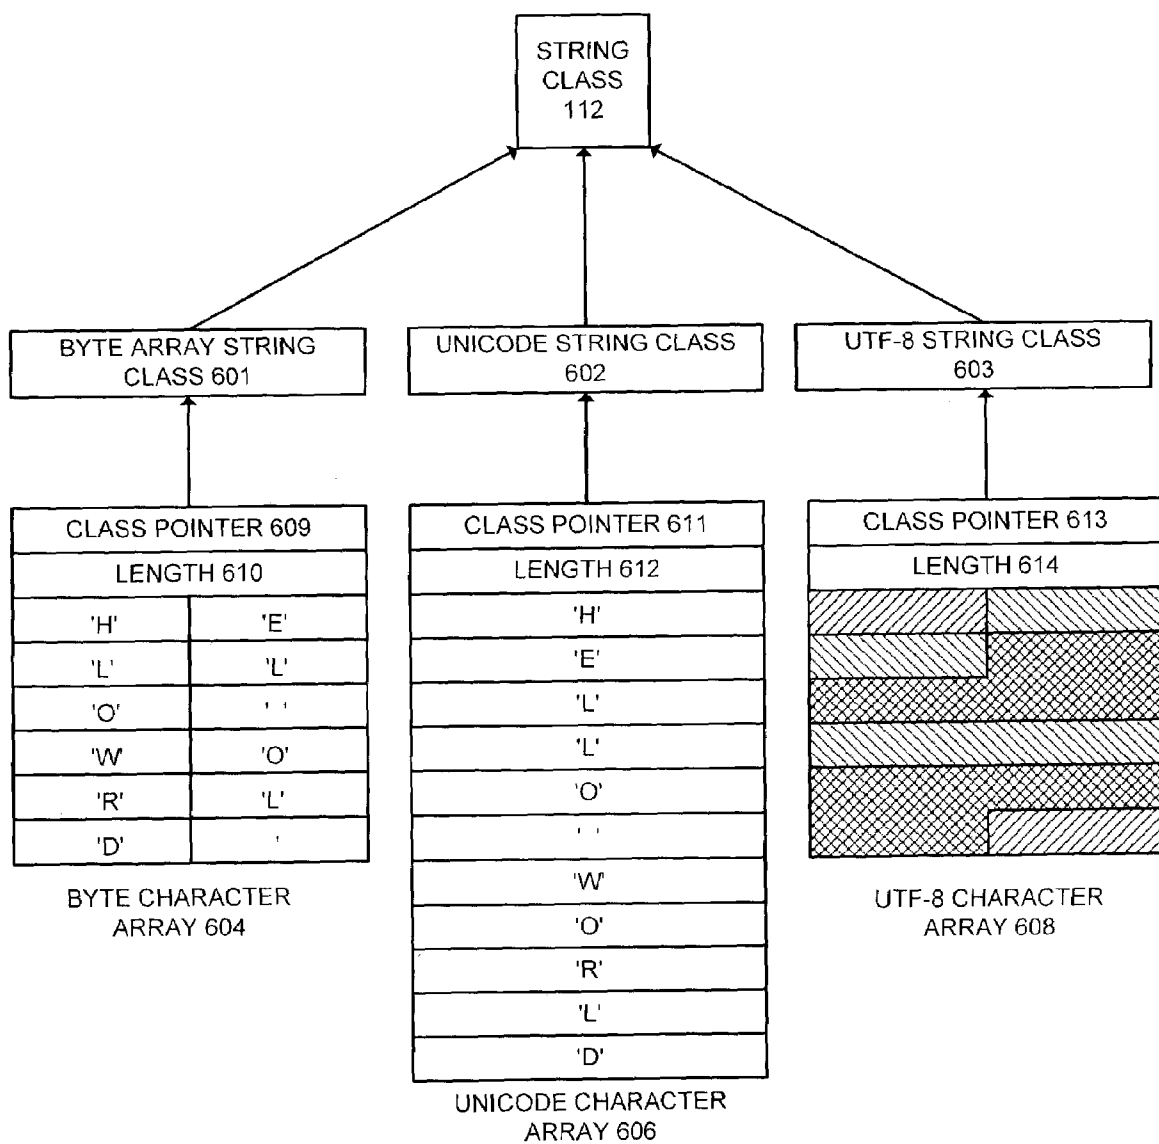 STRING
CLASS
112
BYTE ARRAY STRING
CLASS 601
UNICODE STRING CLASS
602
UTF-8 STRING CLASS
603
CLASS POINTER 609
LENGTH 610
'H' 'E'
'L' 'L'
'O' ' '
'W' 'O'
'R' 'L'
'D' '
BYTE CHARACTER
ARRAY 604
CLASS POINTER 611
LENGTH 612
'H'
'E'
'L'
'L'
'O'
' '
'W'
'O'
'R'
'L'
'D'
UNICODE CHARACTER
ARRAY 606
CLASS POINTER 613
LENGTH 614
UTF-8 CHARACTER
ARRAY 608